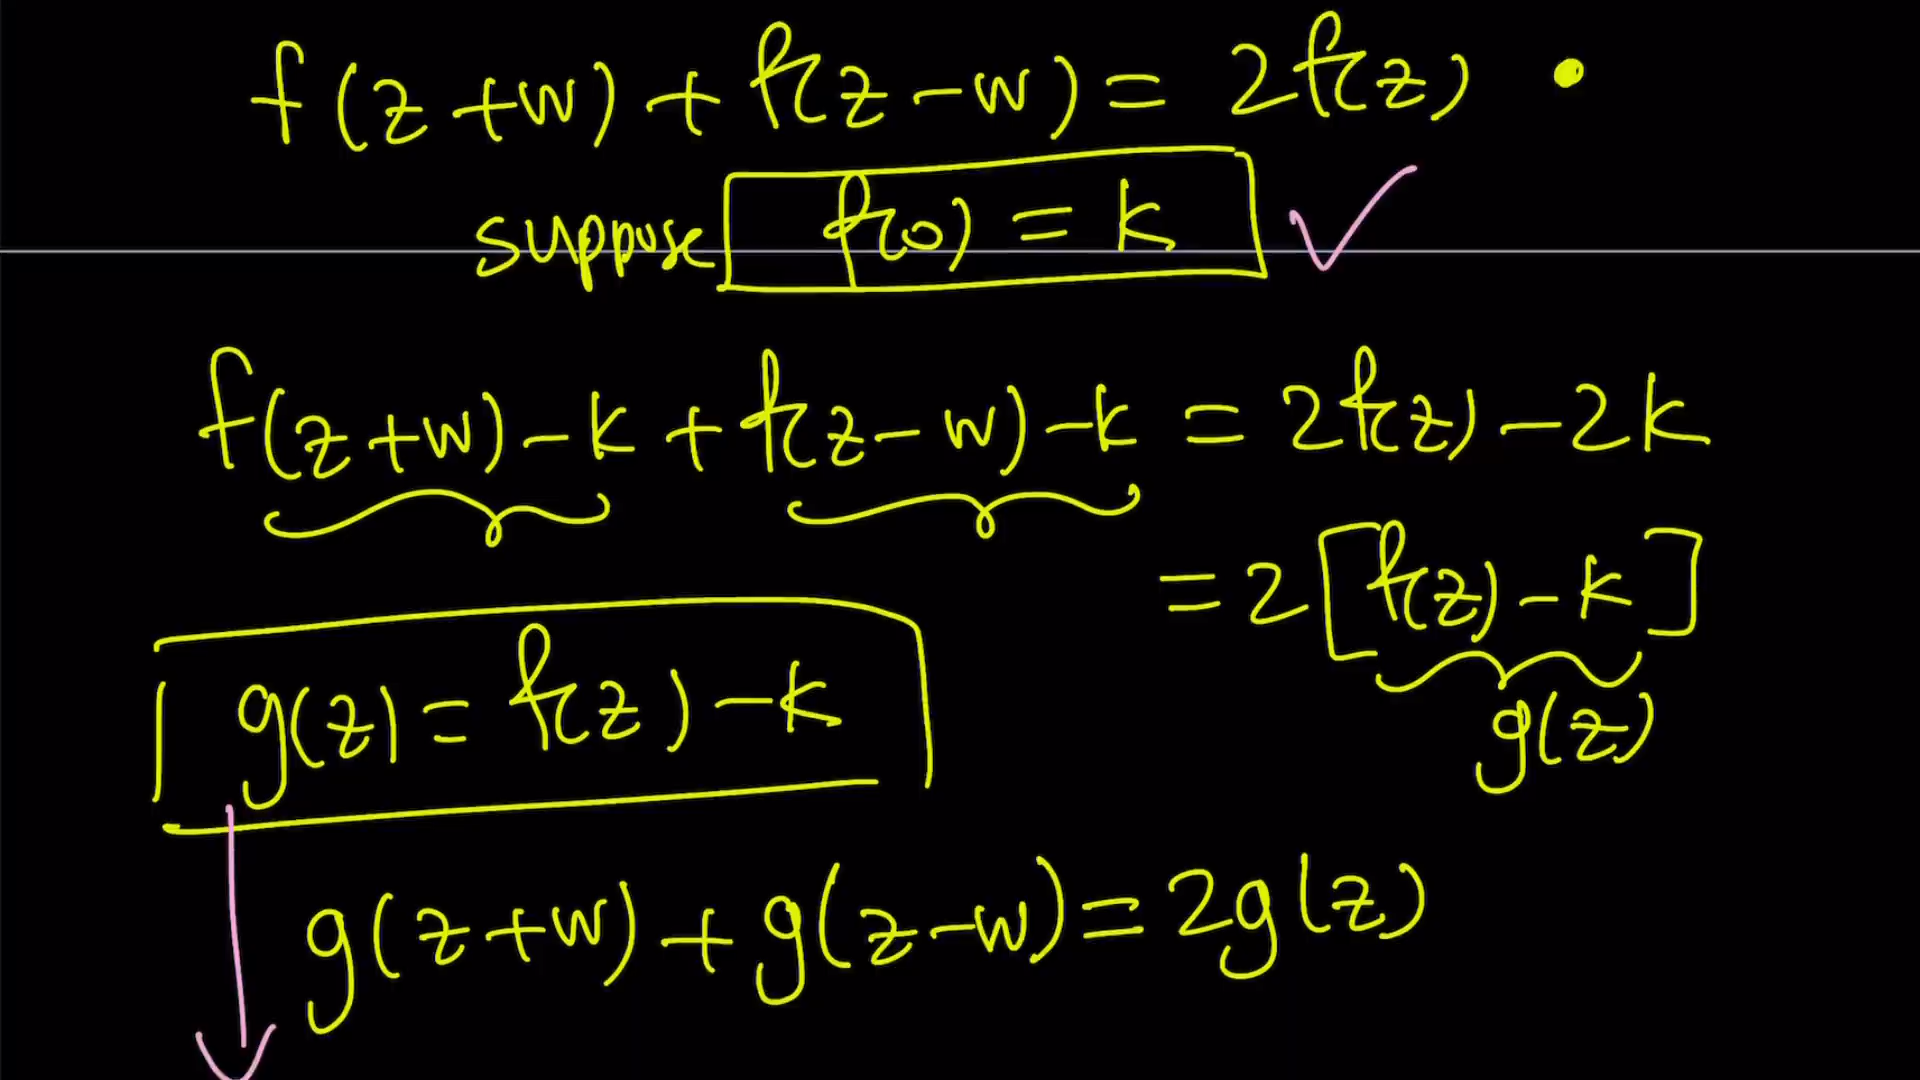 f(z+w) + f(z-w) = 2f(z) •
suppose f(0) = k ✓
f(z+w)-k + f(z-w)-k = 2f(z)-2k
= 2[f(z)-k]
g(z) = f(z)-k
g(z)
g(z+w) + g(z-w) = 2g(z)